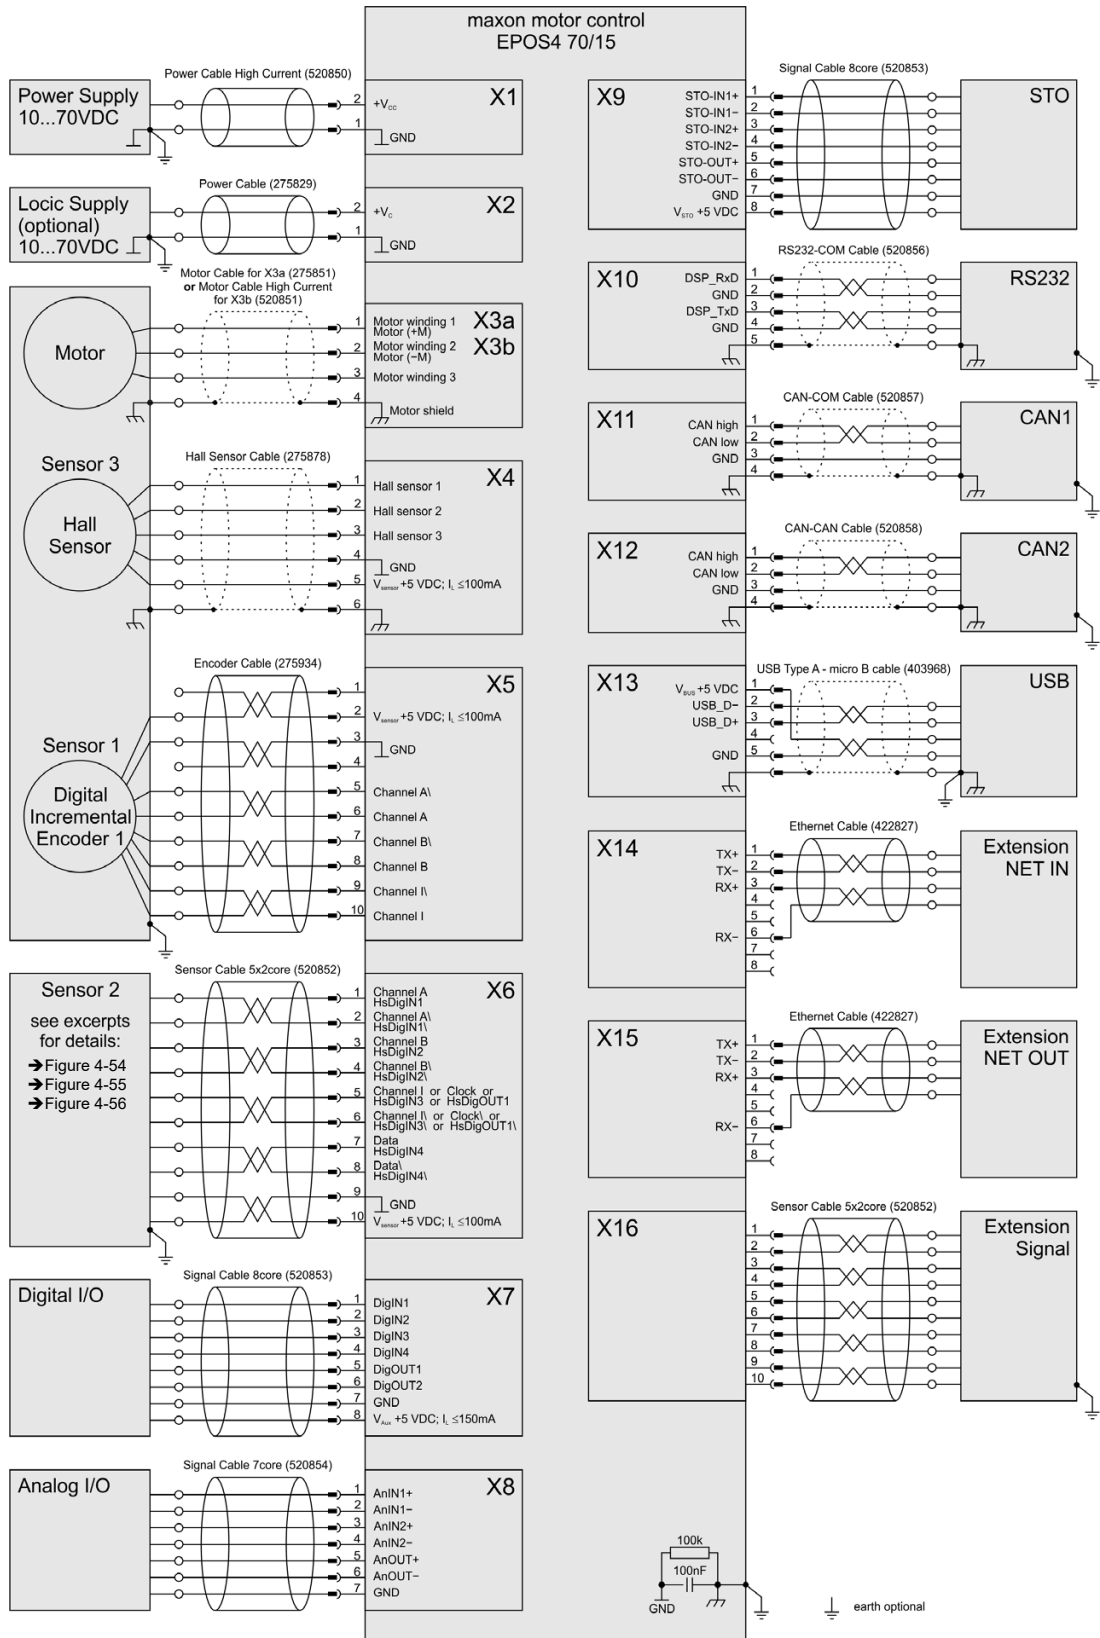 maxon motor control
EPOS4 70/15
Power Cable High Current (520850)
Power Supply
10...70VDC
2
1
+Vcc
GND
X1
Power Cable (275829)
Locic Supply
(optional)
10...70VDC
2
1
+Vc
GND
X2
Motor Cable for X3a (275851)
or Motor Cable High Current
for X3b (520851)
Motor
1
2
3
4
Motor winding 1
Motor (+M)
Motor winding 2
Motor (−M)
Motor winding 3
Motor shield
X3a
X3b
Sensor 3
Hall
Sensor
Hall Sensor Cable (275878)
1
2
3
4
5
6
Hall sensor 1
Hall sensor 2
Hall sensor 3
GND
Vsensor +5 VDC; IL ≤100mA
X4
Encoder Cable (275934)
Sensor 1
Digital
Incremental
Encoder 1
1
2
3
4
5
6
7
8
9
10
Vsensor +5 VDC; IL ≤100mA
GND
Channel A\
Channel A
Channel B\
Channel B
Channel I\
Channel I
X5
Sensor Cable 5x2core (520852)
Sensor 2
see excerpts
for details:
➔Figure 4-54
➔Figure 4-55
➔Figure 4-56
1
2
3
4
5
6
7
8
9
10
Channel A
HsDigIN1
Channel A\
HsDigIN1\
Channel B
HsDigIN2
Channel B\
HsDigIN2\
Channel I or Clock or
HsDigIN3 or HsDigOUT1
Channel I\ or Clock\ or
HsDigIN3\ or HsDigOUT1\
Data
HsDigIN4
Data\
HsDigIN4\
GND
Vsensor +5 VDC; IL ≤100mA
X6
Signal Cable 8core (520853)
Digital I/O
1
2
3
4
5
6
7
8
DigIN1
DigIN2
DigIN3
DigIN4
DigOUT1
DigOUT2
GND
VAux +5 VDC; IL ≤150mA
X7
Signal Cable 7core (520854)
Analog I/O
1
2
3
4
5
6
7
AnIN1+
AnIN1−
AnIN2+
AnIN2−
AnOUT+
AnOUT−
GND
X8
Signal Cable 8core (520853)
X9
STO-IN1+
STO-IN1−
STO-IN2+
STO-IN2−
STO-OUT+
STO-OUT−
GND
VSTO +5 VDC
1
2
3
4
5
6
7
8
STO
RS232-COM Cable (520856)
X10
DSP_RxD
GND
DSP_TxD
GND
1
2
3
4
5
RS232
CAN-COM Cable (520857)
X11
CAN high
CAN low
GND
1
2
3
4
CAN1
CAN-CAN Cable (520858)
X12
CAN high
CAN low
GND
1
2
3
4
CAN2
USB Type A - micro B cable (403968)
X13
VBUS +5 VDC
USB_D−
USB_D+
GND
1
2
3
4
5
USB
Ethernet Cable (422827)
X14
TX+
TX−
RX+
RX−
1
2
3
4
5
6
7
8
Extension
NET IN
Ethernet Cable (422827)
X15
TX+
TX−
RX+
RX−
1
2
3
4
5
6
7
8
Extension
NET OUT
Sensor Cable 5x2core (520852)
X16
1
2
3
4
5
6
7
8
9
10
Extension
Signal
100k
100nF
GND
earth optional